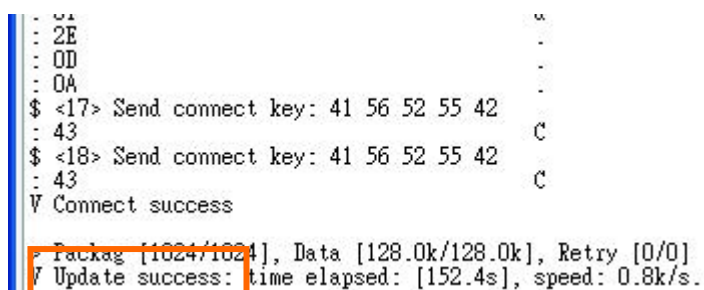 : 2E .
: 0D .
: 0A .
$ <17> Send connect key: 41 56 52 55 42
: 43 C
$ <18> Send connect key: 41 56 52 55 42
: 43 C
V Connect success
> Packag [1024/1024], Data [128.0k/128.0k], Retry [0/0]
V Update success: time elapsed: [152.4s], speed: 0.8k/s.